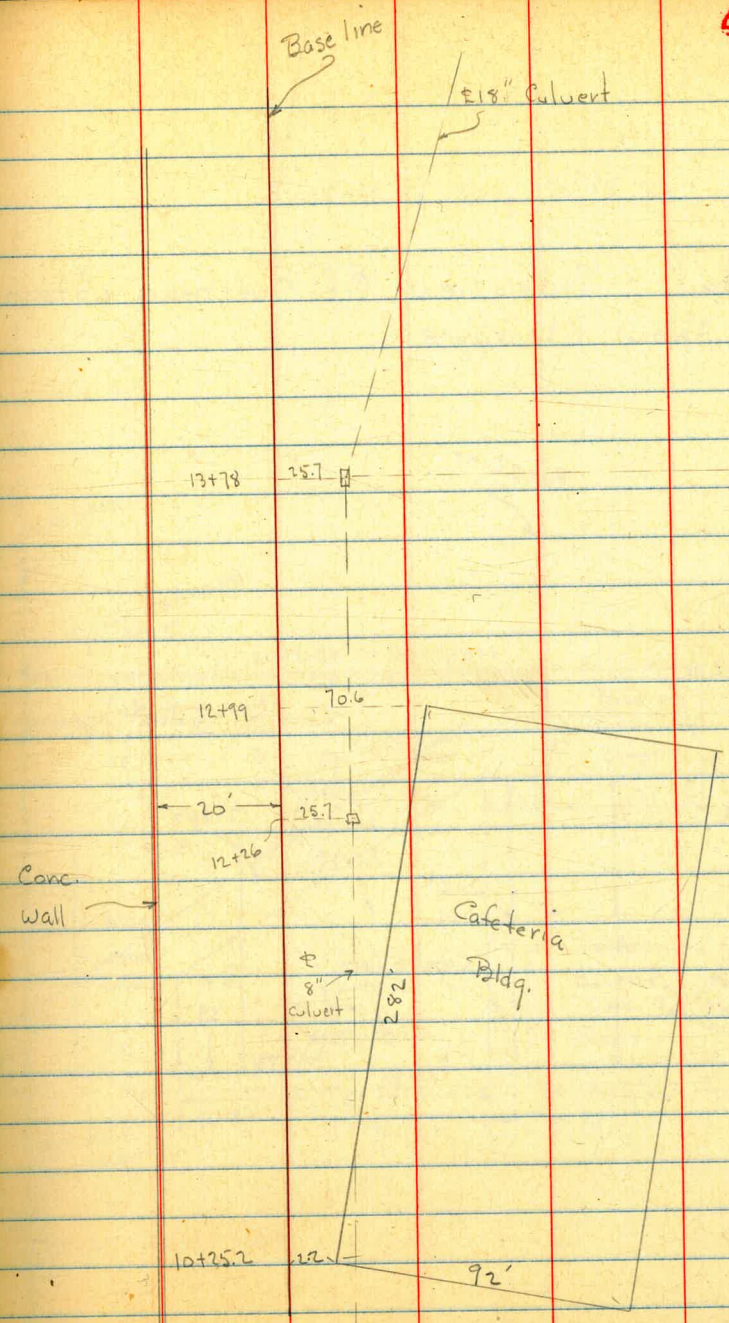 Base line
℄ 18" Culvert
13+78 25.7
12+99 70.6
20' 25.7
12+26
Conc.
Wall
Cafeteria
Bldg.
℄
8"
culvert
282'
10+25.2 22
92'